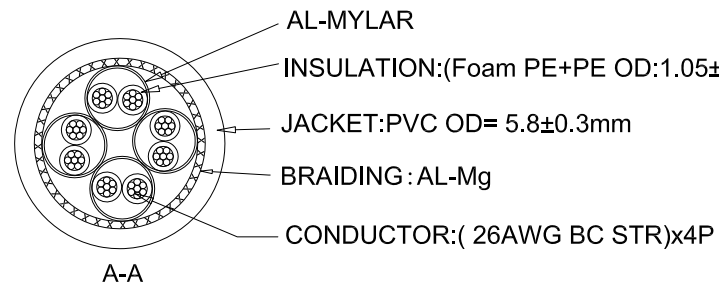 AL-MYLAR
INSULATION:(Foam PE+PE OD:1.05±
JACKET:PVC OD= 5.8±0.3mm
BRAIDING: AL-Mg
CONDUCTOR:( 26AWG BC STR)x4P
A-A